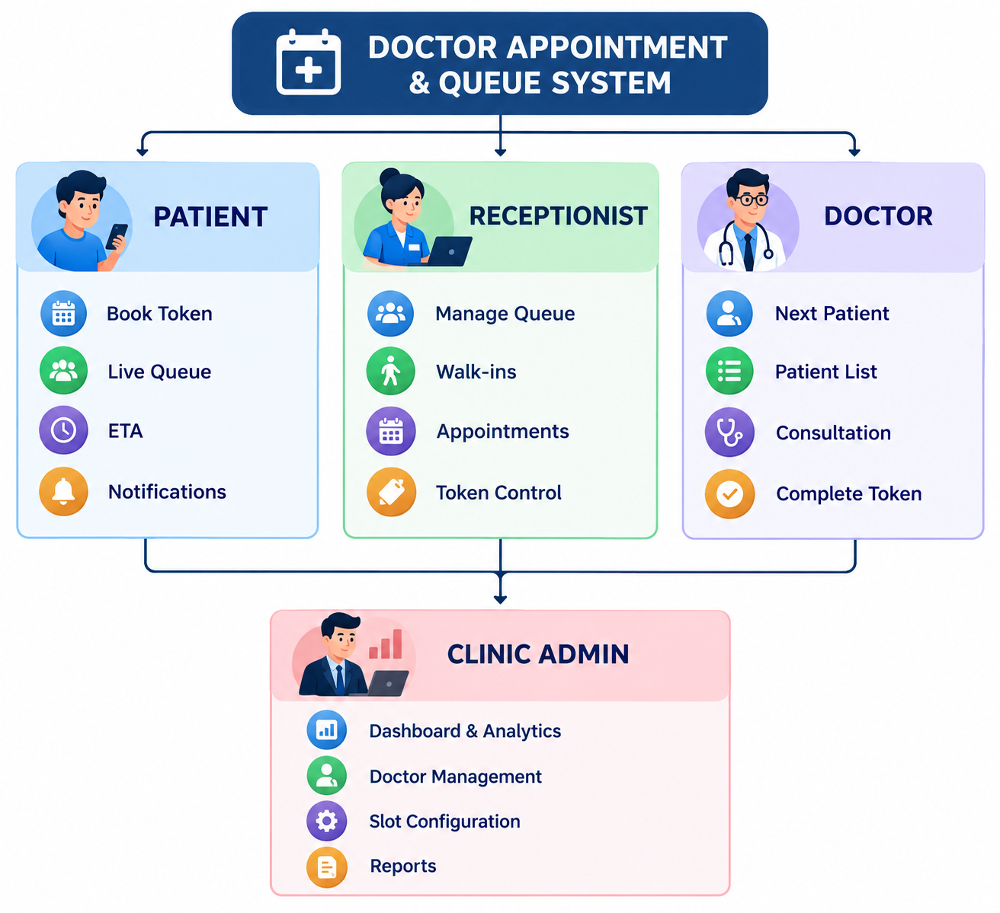 DOCTOR APPOINTMENT
& QUEUE SYSTEM
PATIENT
Book Token
Live Queue
ETA
Notifications
RECEPTIONIST
Manage Queue
Walk-ins
Appointments
Token Control
DOCTOR
Next Patient
Patient List
Consultation
Complete Token
CLINIC ADMIN
Dashboard & Analytics
Doctor Management
Slot Configuration
Reports